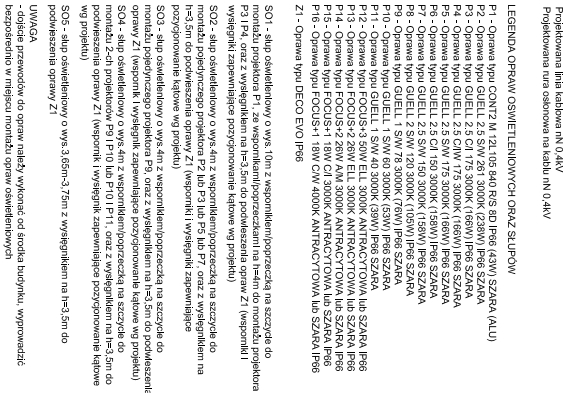 Projektowana linia kablowa nN 0,4kV
Projektowana rura osłonowa na kablu nN 0,4kV
LEGENDA OPRAW OŚWIETLENIOWYCH ORAZ SŁUPÓW
P1 - Oprawa typu CONT2 M 12L105 840 R/S 8D IP66 (43W) SZARA (ALU)
P2 - Oprawa typu GUELL 2.5 S/W 261 3000K (238W) IP66 SZARA
P3 - Oprawa typu GUELL 2.5 C/I 175 3000K (166W) IP66 SZARA
P4 - Oprawa typu GUELL 2.5 C/IW 175 3000K (166W) IP66 SZARA
P5 - Oprawa typu GUELL 2.5 S/W 175 3000K (166W) IP66 SZARA
P6 - Oprawa typu GUELL 2.5 C/I 150 3000K (158W) IP66 SZARA
P7 - Oprawa typu GUELL 2.5 S/W 150 3000K (158W) IP66 SZARA
P8 - Oprawa typu GUELL 2 S/W 120 3000K (105W) IP66 SZARA
P9 - Oprawa typu GUELL 1 S/W 78 3000K (76W) IP66 SZARA
P10 - Oprawa typu GUELL 1 S/W 60 3000K (53W) IP66 SZARA
P11 - Oprawa typu GUELL 1 S/W 40 3000K (39W) IP66 SZARA
P12 - Oprawa typu FOCUS+3 36W ELL 3000K ANTRACYTOWA lub SZARA IP66
P13 - Oprawa typu FOCUS+2 26W ELL 3000K ANTRACYTOWA lub SZARA IP66
P14 - Oprawa typu FOCUS+2 26W A/M 3000K ANTRACYTOWA lub SZARA IP66
P15 - Oprawa typu FOCUS+1 18W C/I 3000K ANTRACYTOWA lub SZARA IP66
P16 - Oprawa typu FOCUS+1 18W C/W 4000K ANTRACYTOWA lub SZARA IP66
Z1 - Oprawa typu DECO EVO IP66
SO1 - słup oświetleniowy o wys.10m z wspornikiem/poprzeczką na szczycie do
montażu projektora P1, ze wspornikami/poprzeczkami na h=4m do montażu projektora
P3 i P4, oraz z wysięgnikiem na h=3,5m do podwieszenia opraw Z1 (wsporniki i
wysięgniki zapewniające pozycjonowanie kątowe wg projektu)
SO2 - słup oświetleniowy o wys.4m z wspornikiem/poprzeczką na szczycie do
montażu pojedynczego projektora P2 lub P3 lub P5 lub P7, oraz z wysięgnikiem na
h=3,5m do podwieszenia oprawy Z1 (wsporniki i wysięgniki zapewniające
pozycjonowanie kątowe wg projektu)
SO3 - słup oświetleniowy o wys.4m z wspornikiem/poprzeczką na szczycie do
montażu pojedynczego projektora P9, oraz z wysięgnikiem na h=3,5m do podwieszenia
oprawy Z1 (wspornik i wysięgnik zapewniające pozycjonowanie kątowe wg projektu)
SO4 - słup oświetleniowy o wys.4m z wspornikiem/poprzeczką na szczycie do
montażu 2-ch projektorów P9 i P10 lub P10 i P11, oraz z wysięgnikiem na h=3,5m do
podwieszenia oprawy Z1 (wspornik i wysięgnik zapewniające pozycjonowanie kątowe
wg projektu)
SO5 - słup oświetleniowy o wys.3,65m÷3,75m z wysięgnikiem na h=3,5m do
podwieszenia oprawy Z1
UWAGA
- dojście przewodów do opraw należy wykonać od środka budynku, wyprowadzić
bezpośrednio w miejscu montażu opraw oświetleniowych